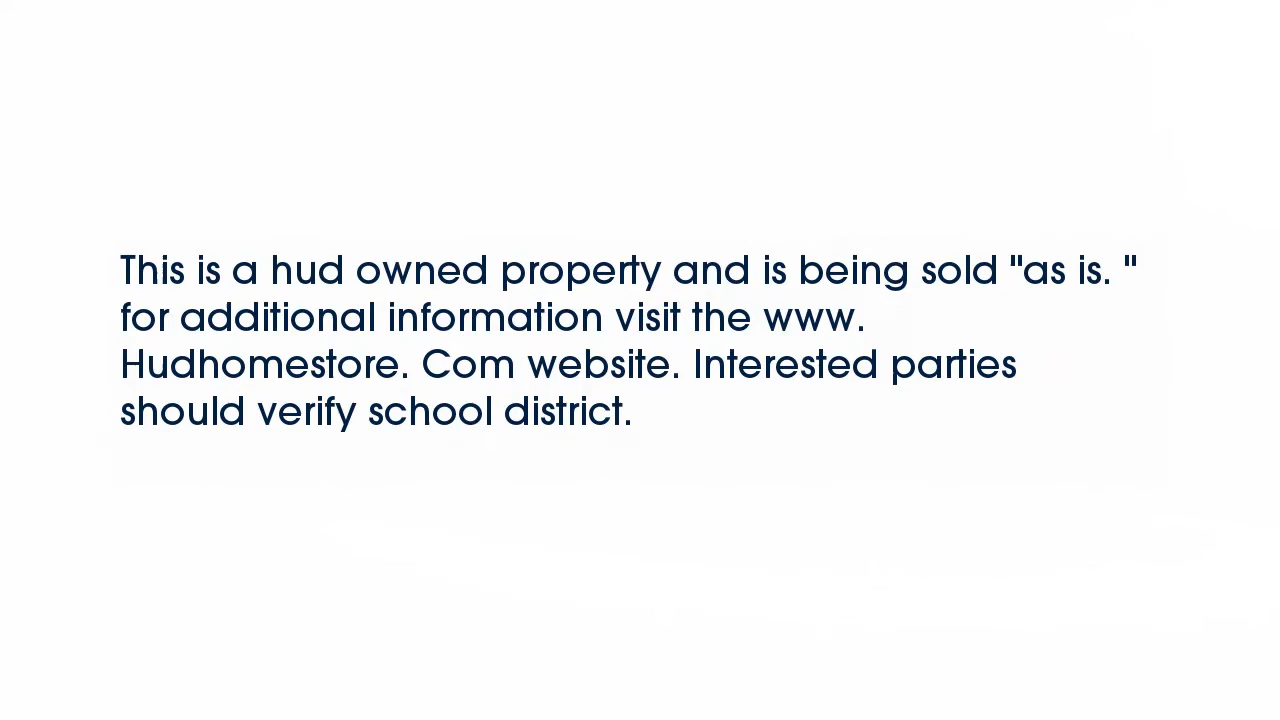 This is a hud owned property and is being sold "as is. "
for additional information visit the www.
Hudhomestore. Com website. Interested parties
should verify school district.